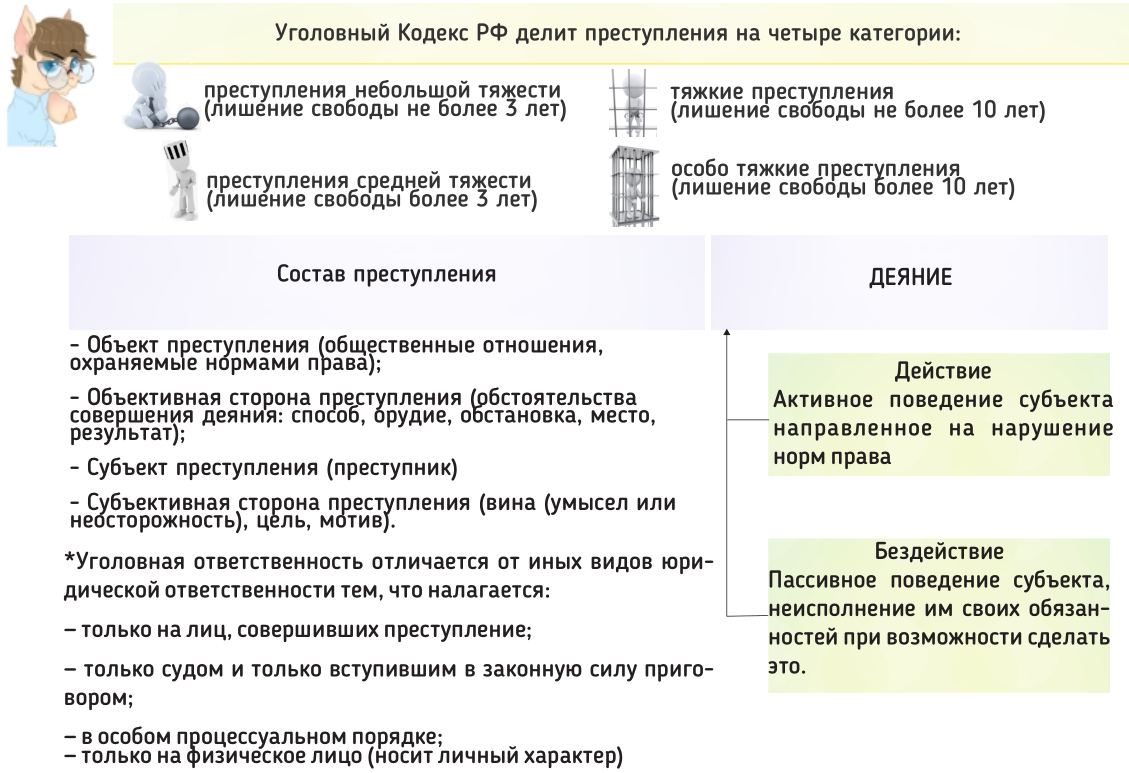 Уголовный Кодекс РФ делит преступления на четыре категории:
преступления небольшой тяжести
(лишение свободы не более 3 лет)
тяжкие преступления
(лишение свободы не более 10 лет)
преступления средней тяжести
(лишение свободы более 3 лет)
особо тяжкие преступления
(лишение свободы более 10 лет)
Состав преступления
- Объект преступления (общественные отношения,
охраняемые нормами права);
- Объективная сторона преступления (обстоятельства
совершения деяния: способ, орудие, обстановка, место,
результат);
- Субъект преступления (преступник)
- Субъективная сторона преступления (вина (умысел или
неосторожность), цель, мотив).
*Уголовная ответственность отличается от иных видов юри-
дической ответственности тем, что налагается:
– только на лиц, совершивших преступление;
– только судом и только вступившим в законную силу приго-
вором;
– в особом процессуальном порядке;
– только на физическое лицо (носит личный характер)
ДЕЯНИЕ
Действие
Активное поведение субъекта
направленное на нарушение
норм права
Бездействие
Пассивное поведение субъекта,
неисполнение им своих обязан-
ностей при возможности сделать
это.